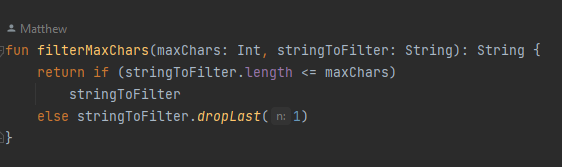 Matthew
fun filterMaxChars(maxChars: Int, stringToFilter: String): String {
return if (stringToFilter.length <= maxChars)
stringToFilter
else stringToFilter.dropLast( n: 1)
}